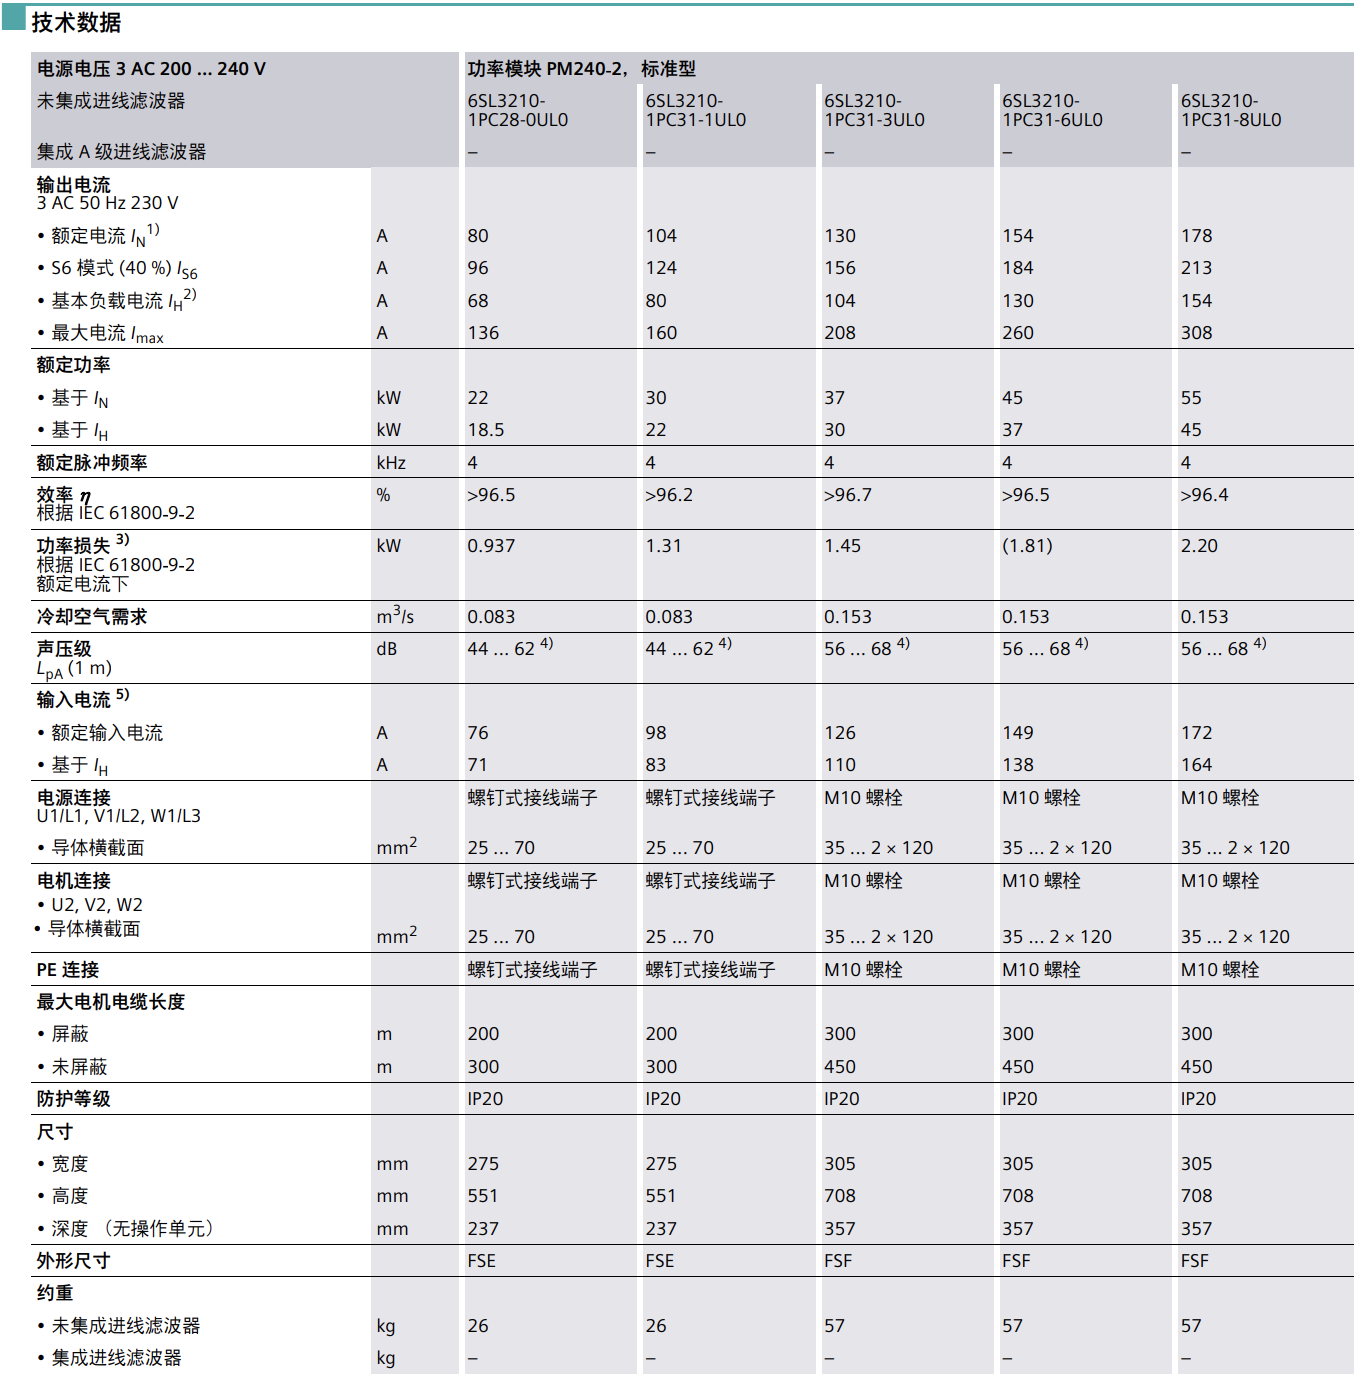 技术数据
电源电压 3 AC 200 ... 240 V 功率模块 PM240-2，标准型
未集成进线滤波器 6SL3210- 6SL3210- 6SL3210- 6SL3210- 6SL3210-
1PC28-0UL0 1PC31-1UL0 1PC31-3UL0 1PC31-6UL0 1PC31-8UL0
集成 A 级进线滤波器 – – – – –
输出电流
3 AC 50 Hz 230 V
• 额定电流 IN1) A 80 104 130 154 178
• S6 模式 (40 %) IS6 A 96 124 156 184 213
• 基本负载电流 IH2) A 68 80 104 130 154
• 最大电流 Imax A 136 160 208 260 308
额定功率
• 基于 IN kW 22 30 37 45 55
• 基于 IH kW 18.5 22 30 37 45
额定脉冲频率 kHz 4 4 4 4 4
效率 η % >96.5 >96.2 >96.7 >96.5 >96.4
根据 IEC 61800-9-2
功率损失 3) kW 0.937 1.31 1.45 (1.81) 2.20
根据 IEC 61800-9-2
额定电流下
冷却空气需求 m3/s 0.083 0.083 0.153 0.153 0.153
声压级 dB 44 ... 62 4) 44 ... 62 4) 56 ... 68 4) 56 ... 68 4) 56 ... 68 4)
LpA (1 m)
输入电流 5)
• 额定输入电流 A 76 98 126 149 172
• 基于 IH A 71 83 110 138 164
电源连接 螺钉式接线端子 螺钉式接线端子 M10 螺栓 M10 螺栓 M10 螺栓
U1/L1, V1/L2, W1/L3
• 导体横截面 mm2 25 ... 70 25 ... 70 35 ... 2 × 120 35 ... 2 × 120 35 ... 2 × 120
电机连接 螺钉式接线端子 螺钉式接线端子 M10 螺栓 M10 螺栓 M10 螺栓
• U2, V2, W2
• 导体横截面 mm2 25 ... 70 25 ... 70 35 ... 2 × 120 35 ... 2 × 120 35 ... 2 × 120
PE 连接 螺钉式接线端子 螺钉式接线端子 M10 螺栓 M10 螺栓 M10 螺栓
最大电机电缆长度
• 屏蔽 m 200 200 300 300 300
• 未屏蔽 m 300 300 450 450 450
防护等级 IP20 IP20 IP20 IP20 IP20
尺寸
• 宽度 mm 275 275 305 305 305
• 高度 mm 551 551 708 708 708
• 深度 （无操作单元） mm 237 237 357 357 357
外形尺寸 FSE FSE FSF FSF FSF
约重
• 未集成进线滤波器 kg 26 26 57 57 57
• 集成进线滤波器 kg – – – – –